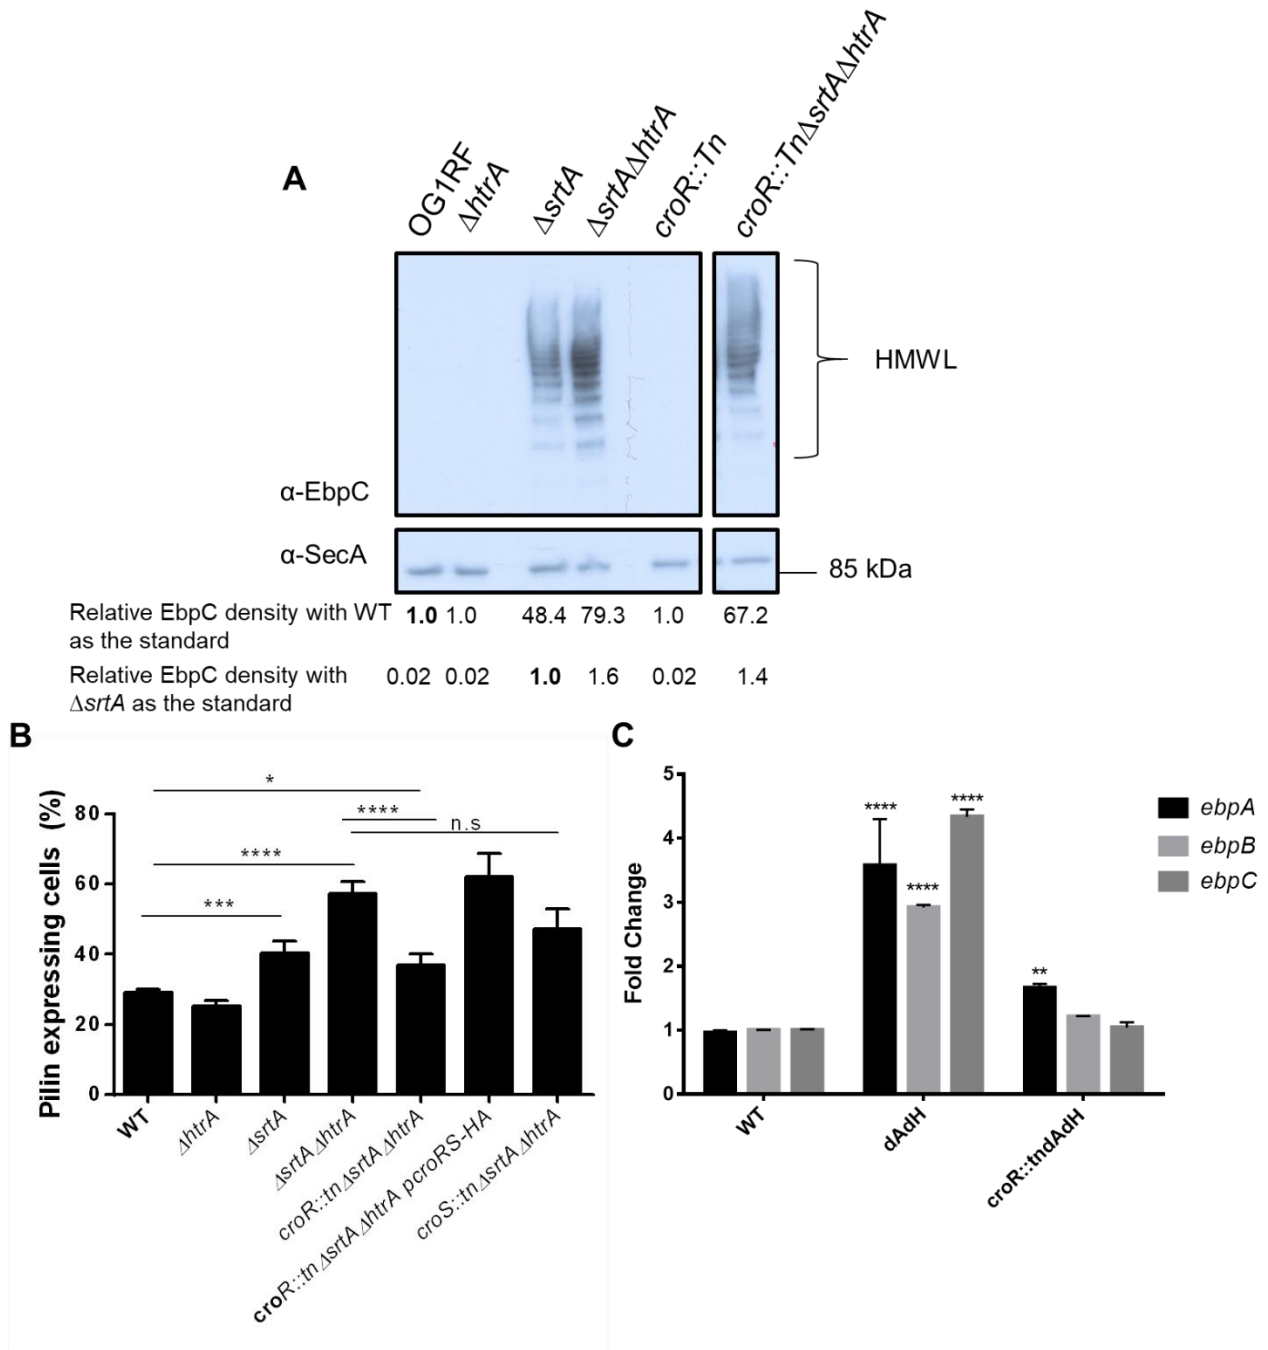 A
OG1RF
ΔhtrA
ΔsrtA
ΔsrtAΔhtrA
croR::Tn
croR::TnΔsrtAΔhtrA
HMWL
α-EbpC
α-SecA
85 kDa
Relative EbpC density with WT 1.0 1.0 48.4 79.3 1.0 67.2
as the standard
Relative EbpC density with 0.02 0.02 1.0 1.6 0.02 1.4
ΔsrtA as the standard
B
Pilin expressing cells (%)
80
60
40
20
0
*
****
n.s
****
***
WT
ΔhtrA
ΔsrtA
ΔsrtAΔhtrA
croR::tnΔsrtAΔhtrA
croR::tnΔsrtAΔhtrA pcroRS-HA
croS::tnΔsrtAΔhtrA
C
Fold Change
5
4
3
2
1
0
****
****
****
**
WT
dAdH
croR::tndAdH
ebpA
ebpB
ebpC